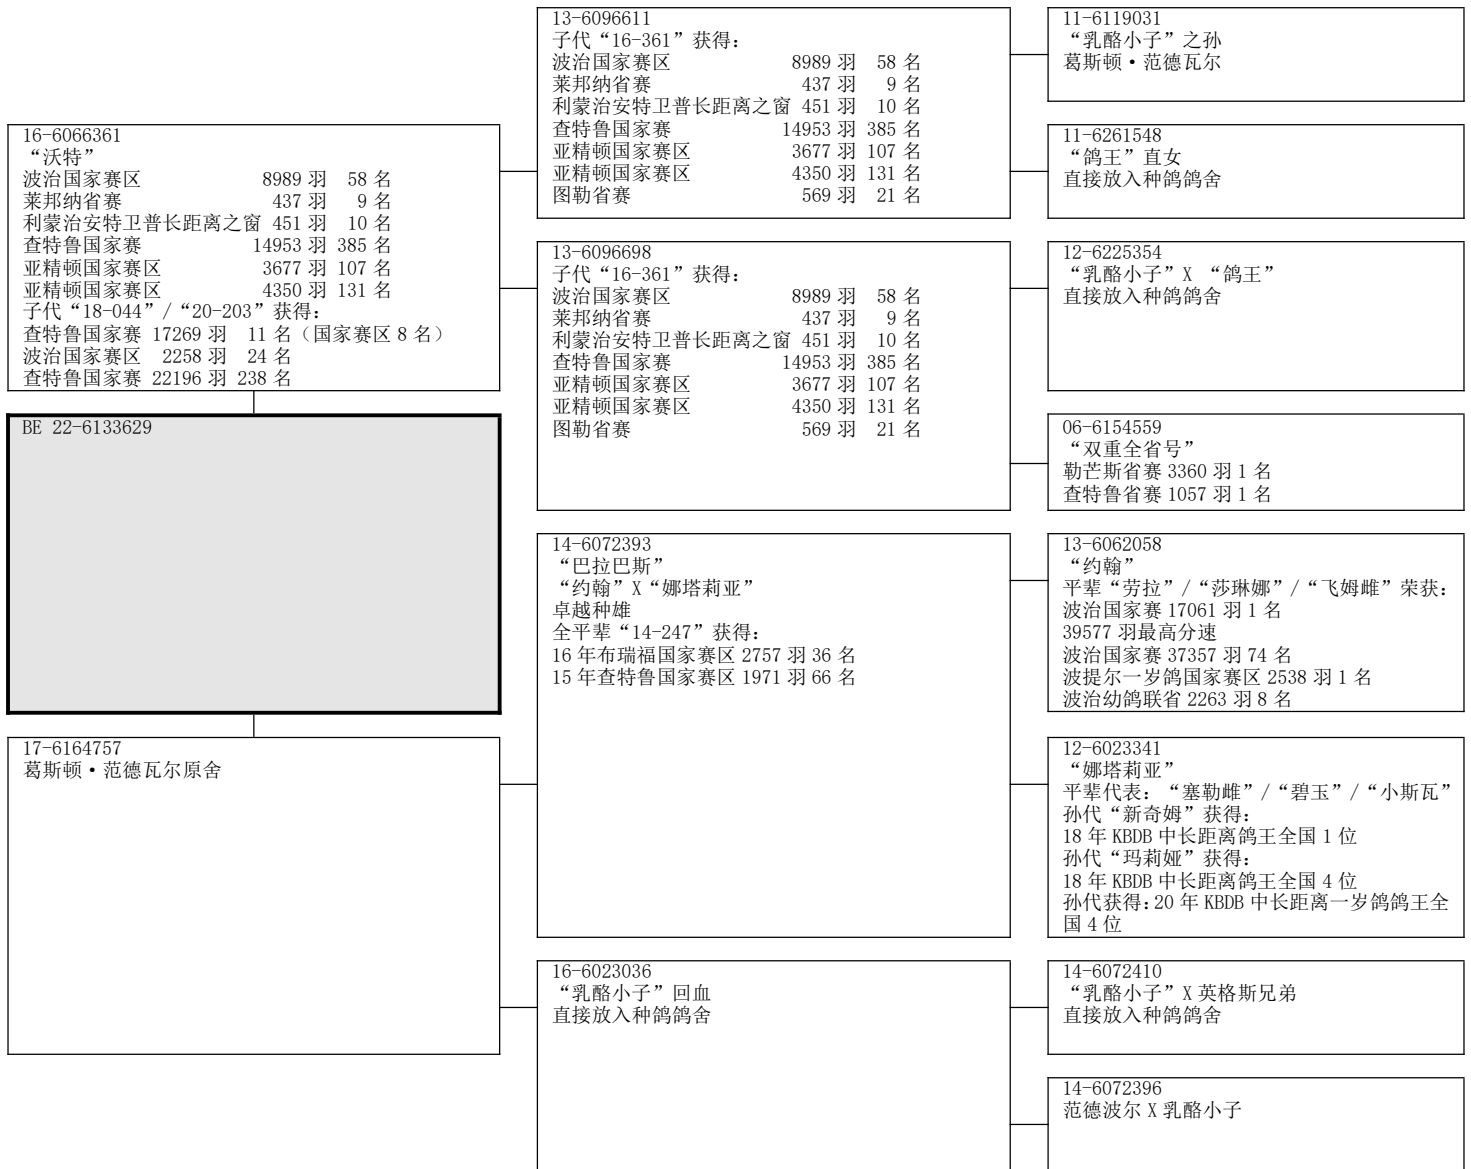 16-6066361
“沃特”
波治国家赛区 8989 羽 58 名
莱邦纳省赛 437 羽 9 名
利蒙治安特卫普长距离之窗 451 羽 10 名
查特鲁国家赛 14953 羽 385 名
亚精顿国家赛区 3677 羽 107 名
亚精顿国家赛区 4350 羽 131 名
子代“18-044”/“20-203”获得：
查特鲁国家赛 17269 羽 11 名（国家赛区 8 名）
波治国家赛区 2258 羽 24 名
查特鲁国家赛 22196 羽 238 名
BE 22-6133629
17-6164757
葛斯顿·范德瓦尔原舍
13-6096611
子代“16-361”获得：
波治国家赛区 8989 羽 58 名
莱邦纳省赛 437 羽 9 名
利蒙治安特卫普长距离之窗 451 羽 10 名
查特鲁国家赛 14953 羽 385 名
亚精顿国家赛区 3677 羽 107 名
亚精顿国家赛区 4350 羽 131 名
图勒省赛 569 羽 21 名
13-6096698
子代“16-361”获得：
波治国家赛区 8989 羽 58 名
莱邦纳省赛 437 羽 9 名
利蒙治安特卫普长距离之窗 451 羽 10 名
查特鲁国家赛 14953 羽 385 名
亚精顿国家赛区 3677 羽 107 名
亚精顿国家赛区 4350 羽 131 名
图勒省赛 569 羽 21 名
14-6072393
“巴拉巴斯”
“约翰”X“娜塔莉亚”
卓越种雄
全平辈“14-247”获得：
16 年布瑞福国家赛区 2757 羽 36 名
15 年查特鲁国家赛区 1971 羽 66 名
16-6023036
“乳酪小子”回血
直接放入种鸽鸽舍
11-6119031
“乳酪小子”之孙
葛斯顿·范德瓦尔
11-6261548
“鸽王”直女
直接放入种鸽鸽舍
12-6225354
“乳酪小子”X “鸽王”
直接放入种鸽鸽舍
06-6154559
“双重全省号”
勒芒斯省赛 3360 羽 1 名
查特鲁省赛 1057 羽 1 名
13-6062058
“约翰”
平辈“劳拉”/“莎琳娜”/“飞姆雌”荣获：
波治国家赛 17061 羽 1 名
39577 羽最高分速
波治国家赛 37357 羽 74 名
波提尔一岁鸽国家赛区 2538 羽 1 名
波治幼鸽联省 2263 羽 8 名
12-6023341
“娜塔莉亚”
平辈代表：“塞勒雌”/“碧玉”/“小斯瓦”
孙代“新奇姆”获得：
18 年 KBDB 中长距离鸽王全国 1 位
孙代“玛莉娅”获得：
18 年 KBDB 中长距离鸽王全国 4 位
孙代获得：20 年 KBDB 中长距离一岁鸽鸽王全
国 4 位
14-6072410
“乳酪小子”X 英格斯兄弟
直接放入种鸽鸽舍
14-6072396
范德波尔 X 乳酪小子